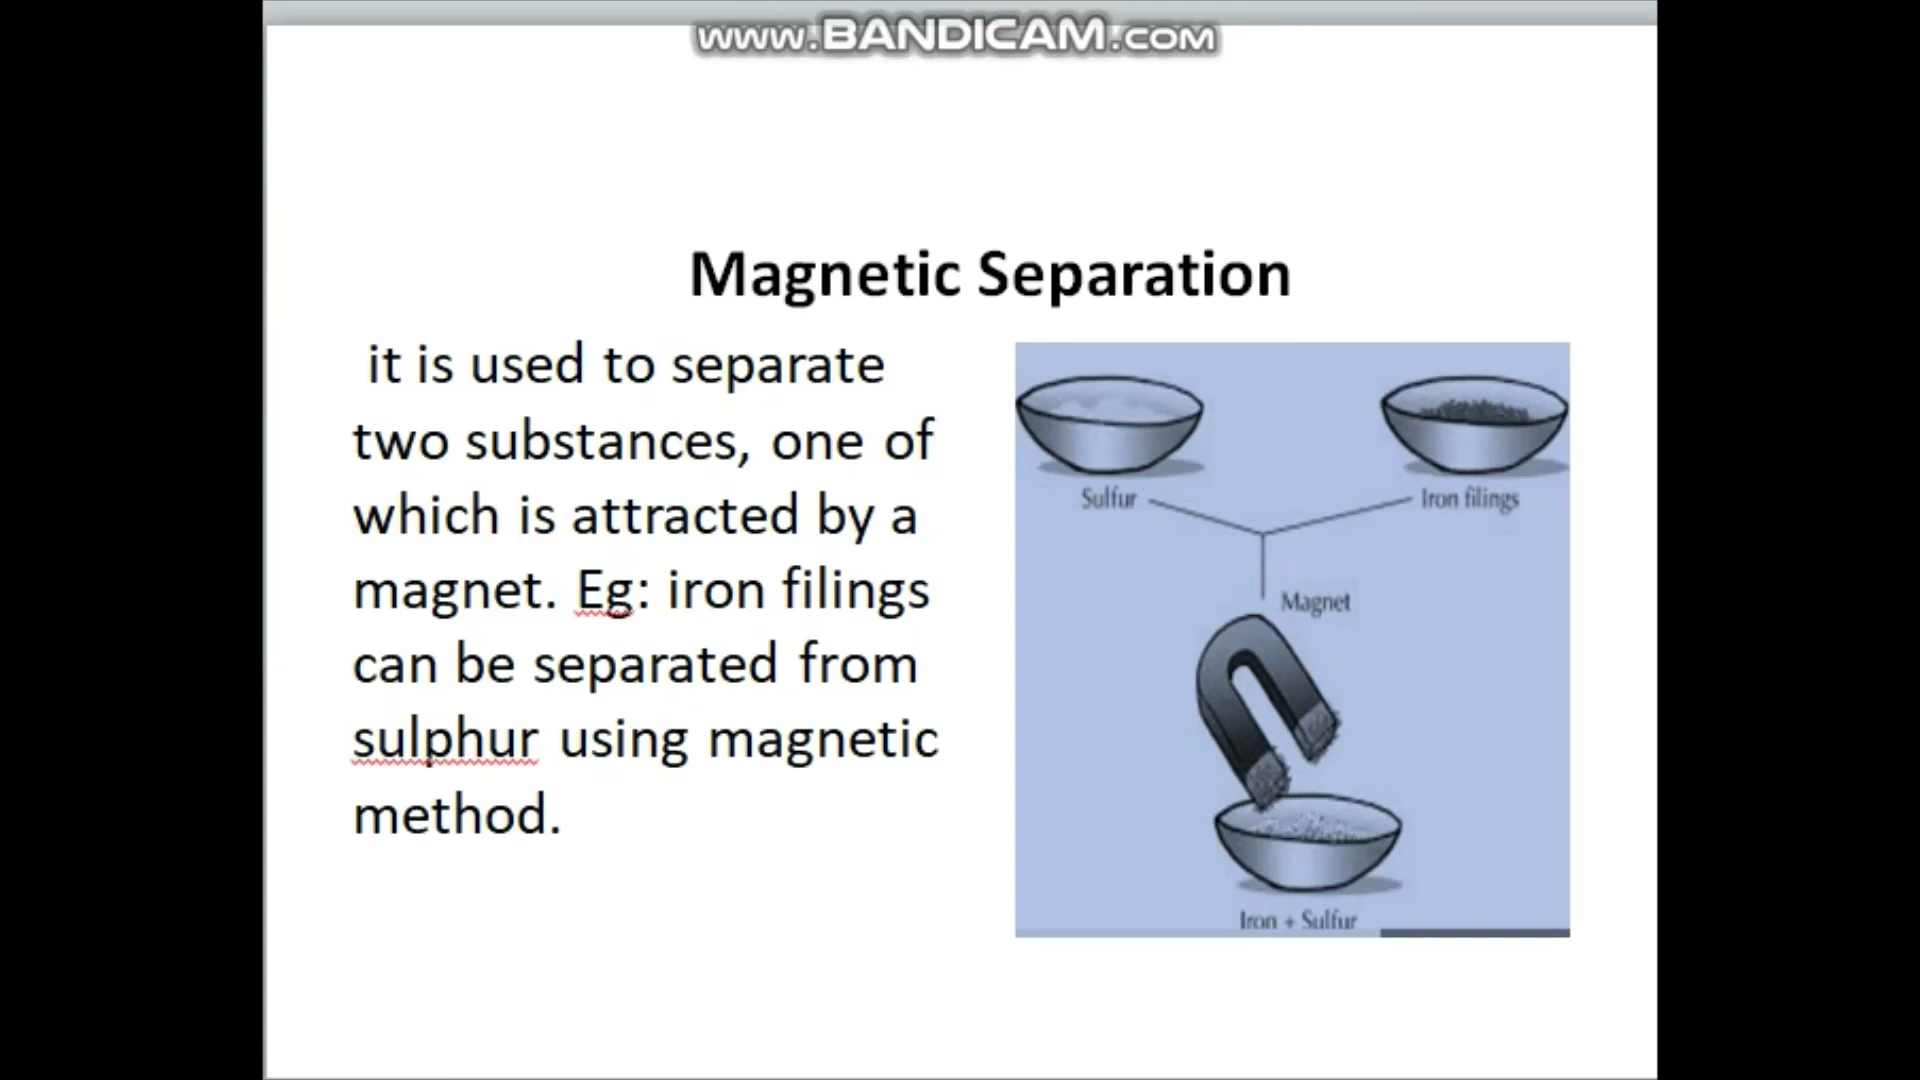 www.BANDICAM.com
Magnetic Separation
it is used to separate
two substances, one of
which is attracted by a
magnet. Eg: iron filings
can be separated from
sulphur using magnetic
method.
Sulfur
Iron filings
Magnet
Iron + Sulfur